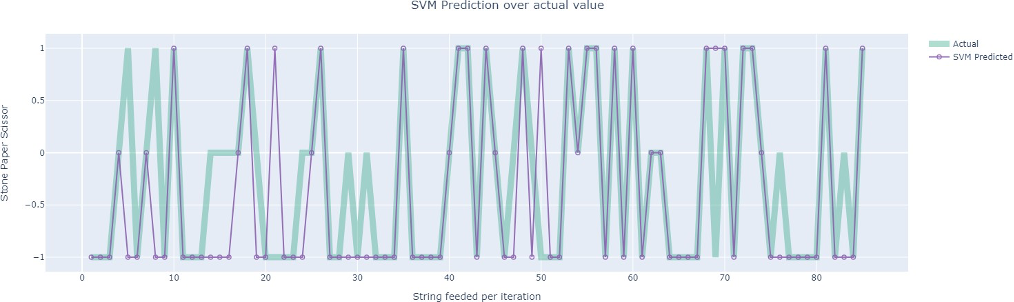 SVM Prediction over actual value
1
0.5
0
−0.5
−1
Stone Paper Scissor
0 10 20 30 40 50 60 70 80
String feeded per Iteration
Actual
SVM Predicted